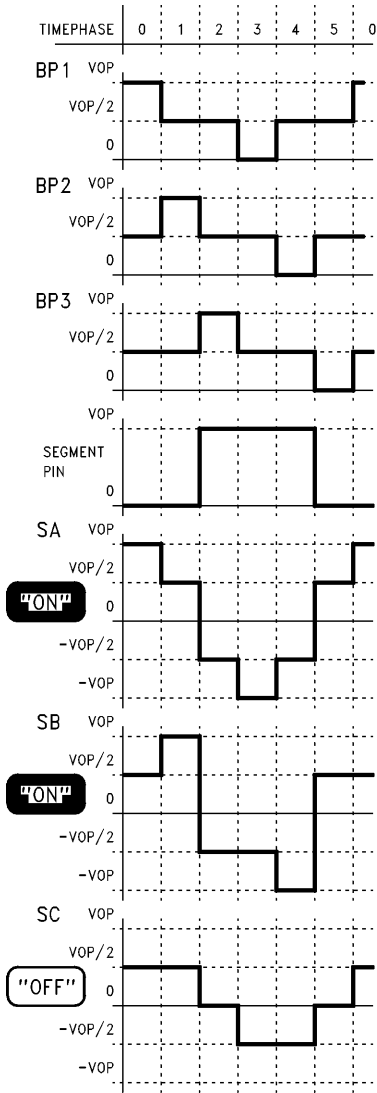 TIMEPHASE 0 1 2 3 4 5 0
BP1 VOP
VOP/2
0
BP2 VOP
VOP/2
0
BP3 VOP
VOP/2
0
VOP
SEGMENT
PIN
0
SA VOP
VOP/2
"ON" 0
-VOP/2
-VOP
SB VOP
VOP/2
"ON" 0
-VOP/2
-VOP
SC VOP
VOP/2
"OFF" 0
-VOP/2
-VOP